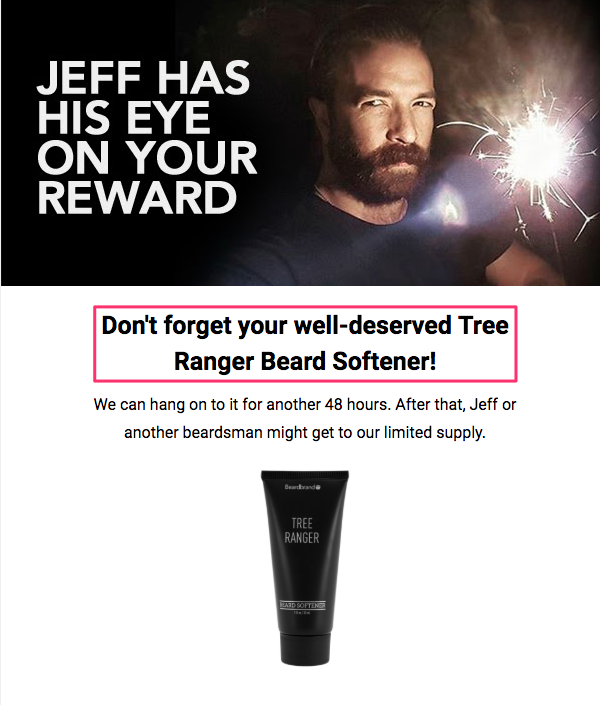 JEFF HAS
HIS EYE
ON YOUR
REWARD
Don't forget your well-deserved Tree
Ranger Beard Softener!
We can hang on to it for another 48 hours. After that, Jeff or
another beardsman might get to our limited supply.
Beardbrand
TREE
RANGER
BEARD SOFTENER